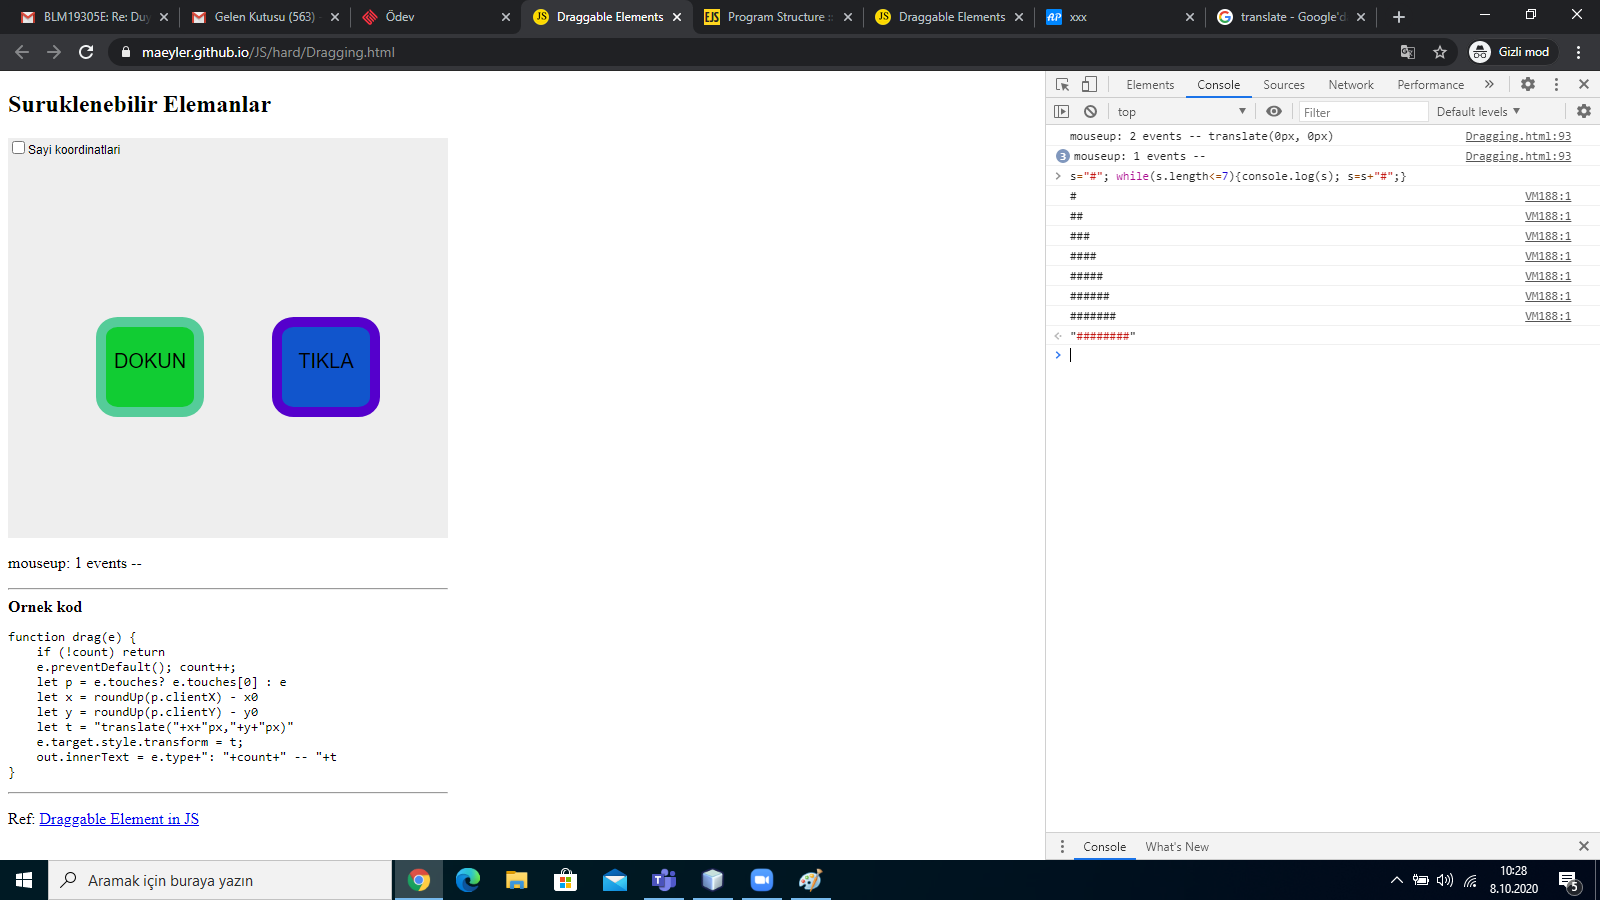 BLM19305E: Re: Duy
Gelen Kutusu (563) -
Ödev
Draggable Elements
Program Structure ::
Draggable Elements
xxx
translate - Google'da
maeyler.github.io/JS/hard/Dragging.html
Gizli mod
Suruklenebilir Elemanlar
Sayi koordinatlari
DOKUN
TIKLA
mouseup: 1 events --
Ornek kod
function drag(e) {
    if (!count) return
    e.preventDefault(); count++;
    let p = e.touches? e.touches[0] : e
    let x = roundUp(p.clientX) - x0
    let y = roundUp(p.clientY) - y0
    let t = "translate("+x+"px,"+y+"px)"
    e.target.style.transform = t;
    out.innerText = e.type+": "+count+" -- "+t
}
Ref: Draggable Element in JS
Elements Console Sources Network Performance »
top Filter Default levels
mouseup: 2 events -- translate(0px, 0px) Dragging.html:93
3 mouseup: 1 events -- Dragging.html:93
> s="#"; while(s.length<=7){console.log(s); s=s+"#";}
# VM188:1
## VM188:1
### VM188:1
#### VM188:1
##### VM188:1
###### VM188:1
####### VM188:1
"########"
>
Console What's New
Aramak için buraya yazın
10:28
8.10.2020
5